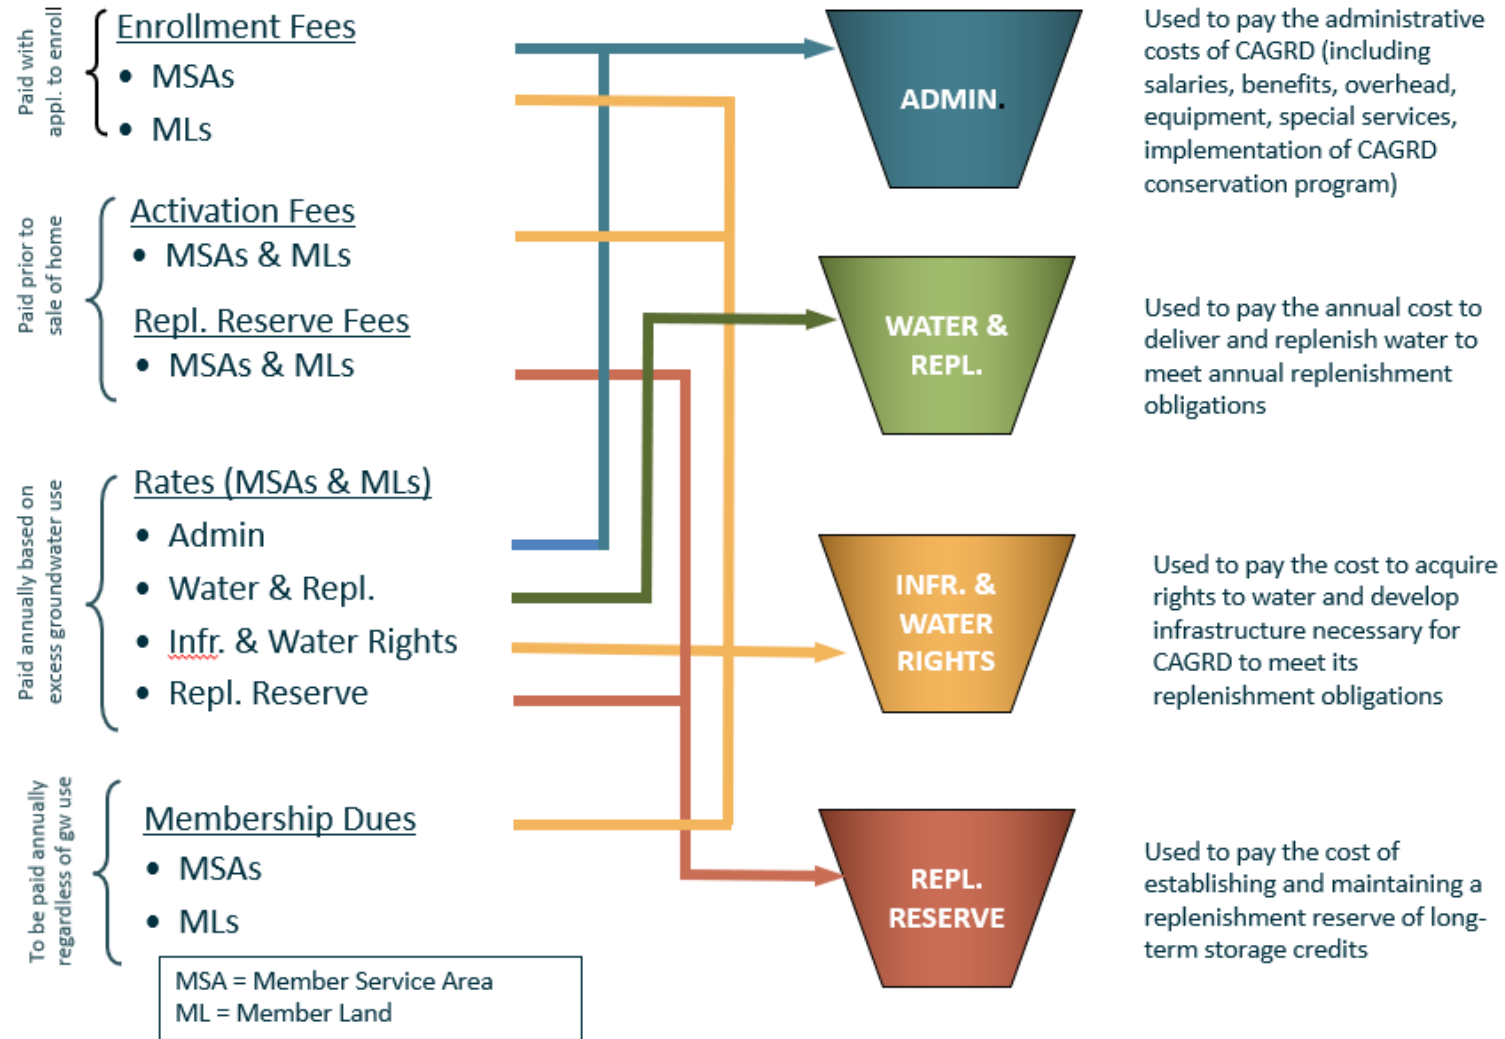 Paid with
appl. to enroll
Enrollment Fees
• MSAs
• MLs
Paid prior to
sale of home
Activation Fees
• MSAs & MLs
Repl. Reserve Fees
• MSAs & MLs
Paid annually based on
excess groundwater use
Rates (MSAs & MLs)
• Admin
• Water & Repl.
• Infr. & Water Rights
• Repl. Reserve
To be paid annually
regardless of gw use
Membership Dues
• MSAs
• MLs
MSA = Member Service Area
ML = Member Land
ADMIN.
Used to pay the administrative
costs of CAGRD (including
salaries, benefits, overhead,
equipment, special services,
implementation of CAGRD
conservation program)
WATER &
REPL.
Used to pay the annual cost to
deliver and replenish water to
meet annual replenishment
obligations
INFR. &
WATER
RIGHTS
Used to pay the cost to acquire
rights to water and develop
infrastructure necessary for
CAGRD to meet its
replenishment obligations
REPL.
RESERVE
Used to pay the cost of
establishing and maintaining a
replenishment reserve of long-
term storage credits